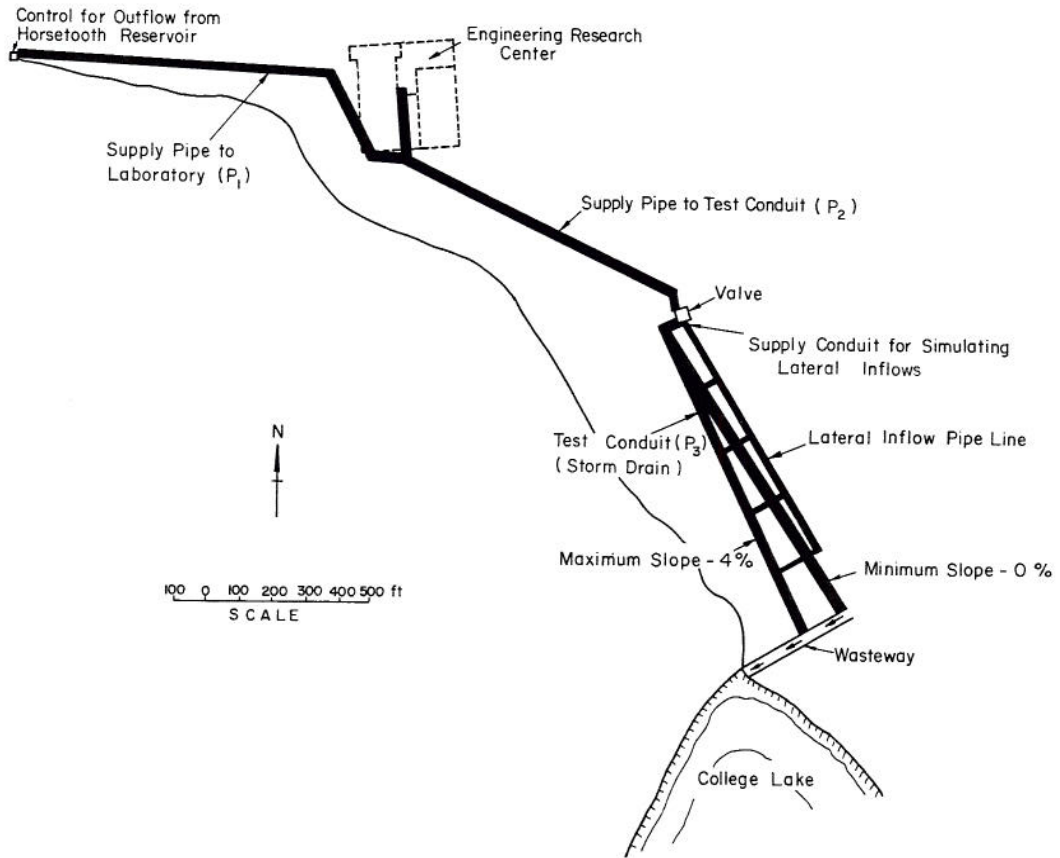 Control for Outflow from
Horsetooth Reservoir
Engineering Research
Center
Supply Pipe to
Laboratory (P1)
Supply Pipe to Test Conduit (P2)
Valve
Supply Conduit for Simulating
Lateral Inflows
N
Test Conduit (P3)
(Storm Drain)
Lateral Inflow Pipe Line
Maximum Slope - 4%
Minimum Slope - 0 %
100 0 100 200 300 400 500 ft
SCALE
Wasteway
College Lake